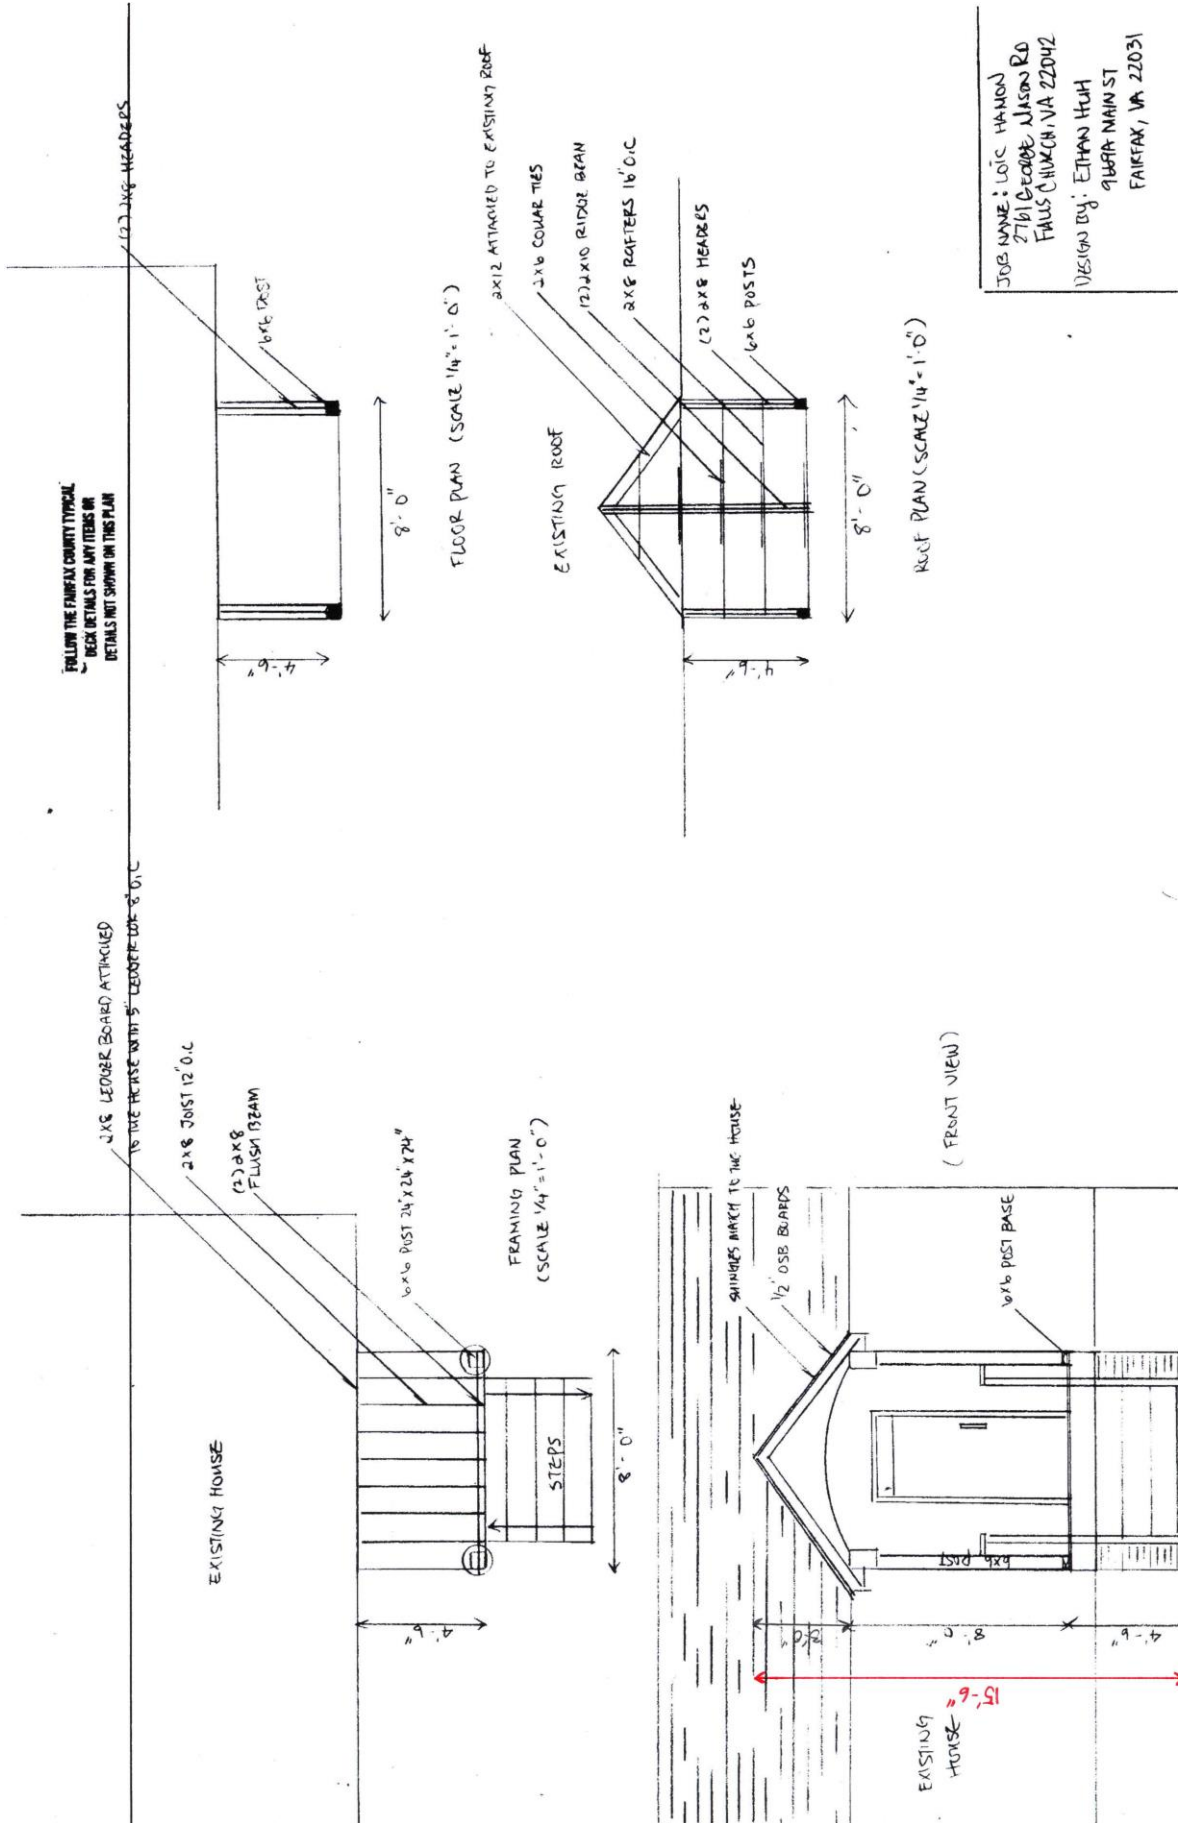 FOLLOW THE FAIRFAX COUNTY TYPICAL
DECK DETAILS FOR ANY ITEMS OR
DETAILS NOT SHOWN ON THIS PLAN
2X8 LEDGER BOARD ATTACHED
TO THE HOUSE WITH 5" LEDGER LOK 8" O.C
2X8 JOIST 12" O.C
(2) 2X8
FLUSH BEAM
6X6 POST 24"X24"X24"
EXISTING HOUSE
4'-6"
STEPS
8'-0"
FRAMING PLAN
(SCALE 1/4"=1'-0")
(2) 2X8 HEADERS
6X6 POST
4'-6"
8'-0"
FLOOR PLAN (SCALE 1/4"=1'-0")
EXISTING ROOF
2X12 ATTACHED TO EXISTING ROOF
2X6 COLLAR TIES
(2) 2X10 RIDGE BEAM
2X8 RAFTERS 16" O.C
(2) 2X8 HEADERS
6X6 POSTS
4'-6"
8'-0"
ROOF PLAN (SCALE 1/4"=1'-0")
SHINGLES MATCH TO THE HOUSE
1/2" OSB BOARDS
6X6 POST BASE
6X6 POST
3'-0"
8'-0"
4'-6"
15'-6"
EXISTING
HOUSE
(FRONT VIEW)
JOB NAME: LOIC HAMON
2761 GEORGE MASON RD
FALLS CHURCH, VA 22042
DESIGN BY: ETHAN HUH
MAIN ST
FAIRFAX, VA 22031